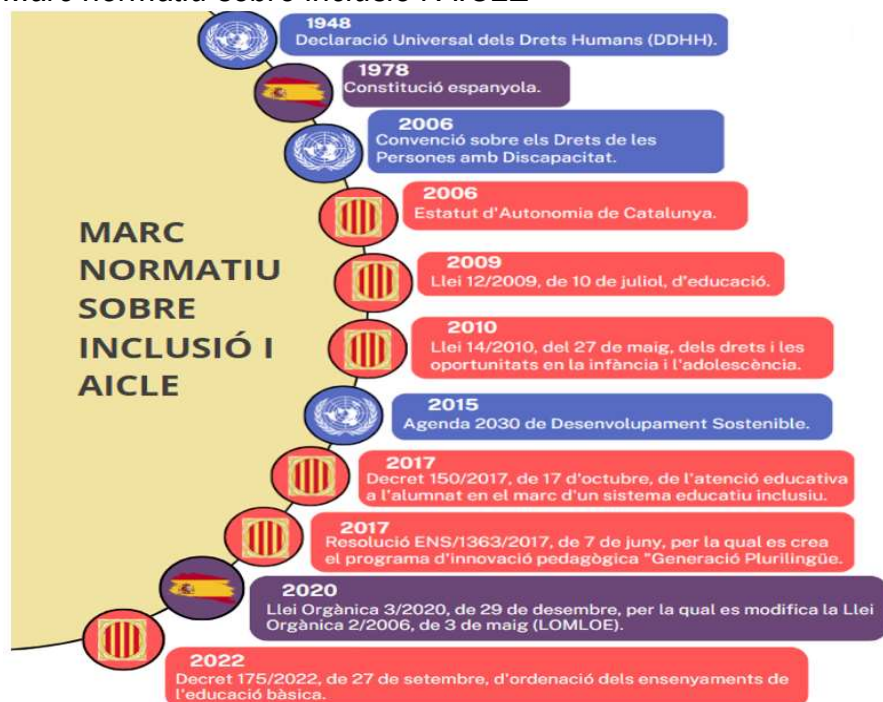 Marc normatiu sobre inclusió i AICLE
1948
Declaració Universal dels Drets Humans (DDHH).
1978
Constitució espanyola.
2006
Convenció sobre els Drets de les
Persones amb Discapacitat.
2006
Estatut d'Autonomia de Catalunya.
MARC
NORMATIU
SOBRE
INCLUSIÓ I
AICLE
2009
Llei 12/2009, de 10 de juliol, d'educació.
2010
Llei 14/2010, del 27 de maig, dels drets i les
oportunitats en la infància i l'adolescència.
2015
Agenda 2030 de Desenvolupament Sostenible.
2017
Decret 150/2017, de 17 d'octubre, de l'atenció educativa
a l'alumnat en el marc d'un sistema educatiu inclusiu.
2017
Resolució ENS/1363/2017, de 7 de juny, per la qual es crea
el programa d'innovació pedagògica "Generació Plurilingüe.
2020
Llei Orgànica 3/2020, de 29 de desembre, per la qual es modifica la Llei
Orgànica 2/2006, de 3 de maig (LOMLOE).
2022
Decret 175/2022, de 27 de setembre, d'ordenació dels ensenyaments de
l'educació bàsica.